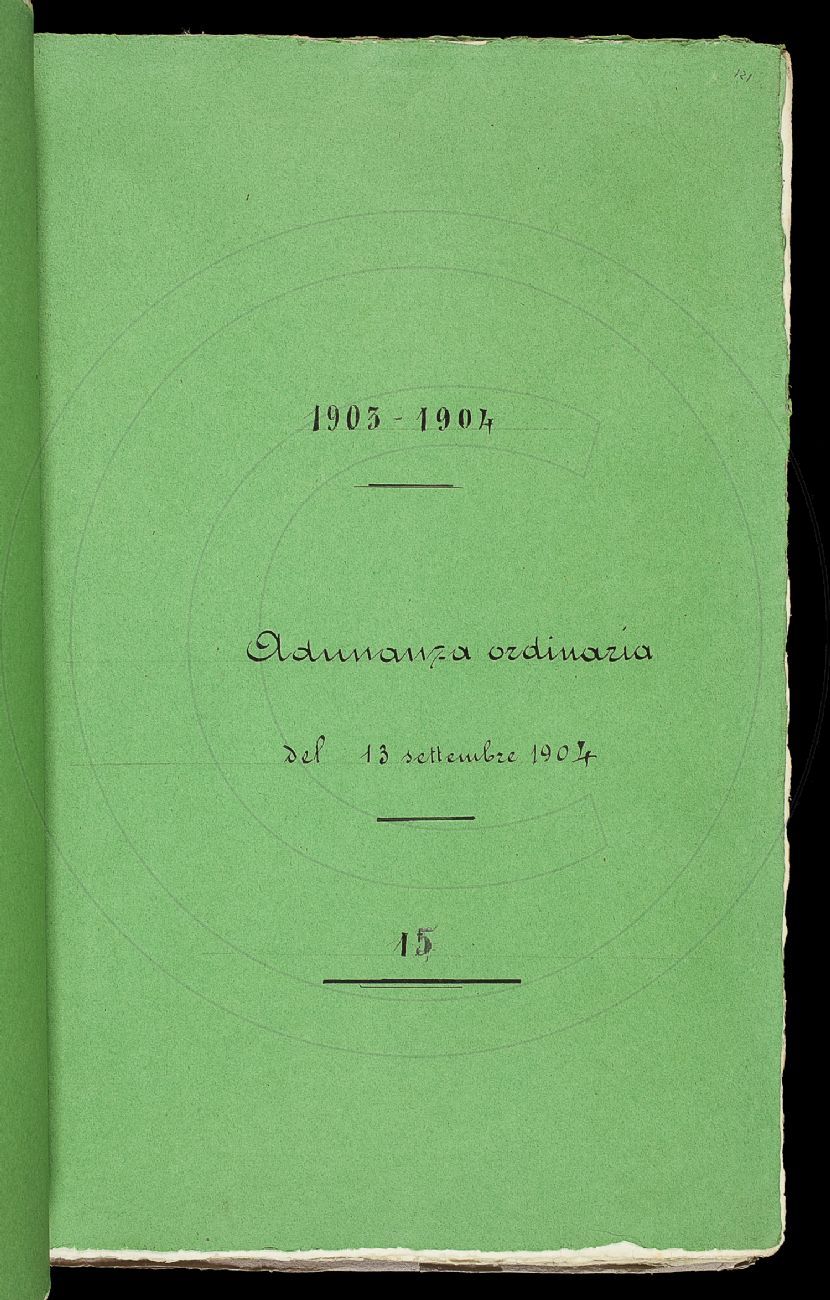 121
1903 - 1904
Adunanza ordinaria
del 13 settembre 1904
15